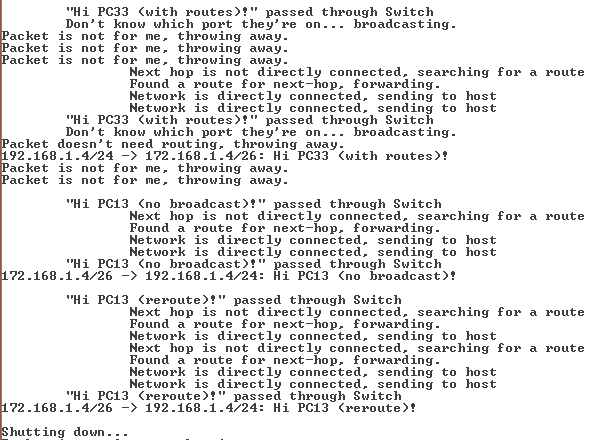 "Hi PC33 (with routes)!" passed through Switch
Don't know which port they're on... broadcasting.
Packet is not for me, throwing away.
Packet is not for me, throwing away.
Packet is not for me, throwing away.
Next hop is not directly connected, searching for a route
Found a route for next-hop, forwarding.
Network is directly connected, sending to host
Network is directly connected, sending to host
"Hi PC33 (with routes)!" passed through Switch
Don't know which port they're on... broadcasting.
Packet doesn't need routing, throwing away.
192.168.1.4/24 -> 172.168.1.4/26: Hi PC33 (with routes)!
Packet is not for me, throwing away.
Packet is not for me, throwing away.
"Hi PC13 (no broadcast)!" passed through Switch
Next hop is not directly connected, searching for a route
Found a route for next-hop, forwarding.
Network is directly connected, sending to host
Network is directly connected, sending to host
"Hi PC13 (no broadcast)!" passed through Switch
172.168.1.4/26 -> 192.168.1.4/24: Hi PC13 (no broadcast)!
"Hi PC13 (reroute)!" passed through Switch
Next hop is not directly connected, searching for a route
Found a route for next-hop, forwarding.
Network is directly connected, sending to host
Next hop is not directly connected, searching for a route
Found a route for next-hop, forwarding.
Network is directly connected, sending to host
Network is directly connected, sending to host
"Hi PC13 (reroute)!" passed through Switch
172.168.1.4/26 -> 192.168.1.4/24: Hi PC13 (reroute)!
Shutting down...